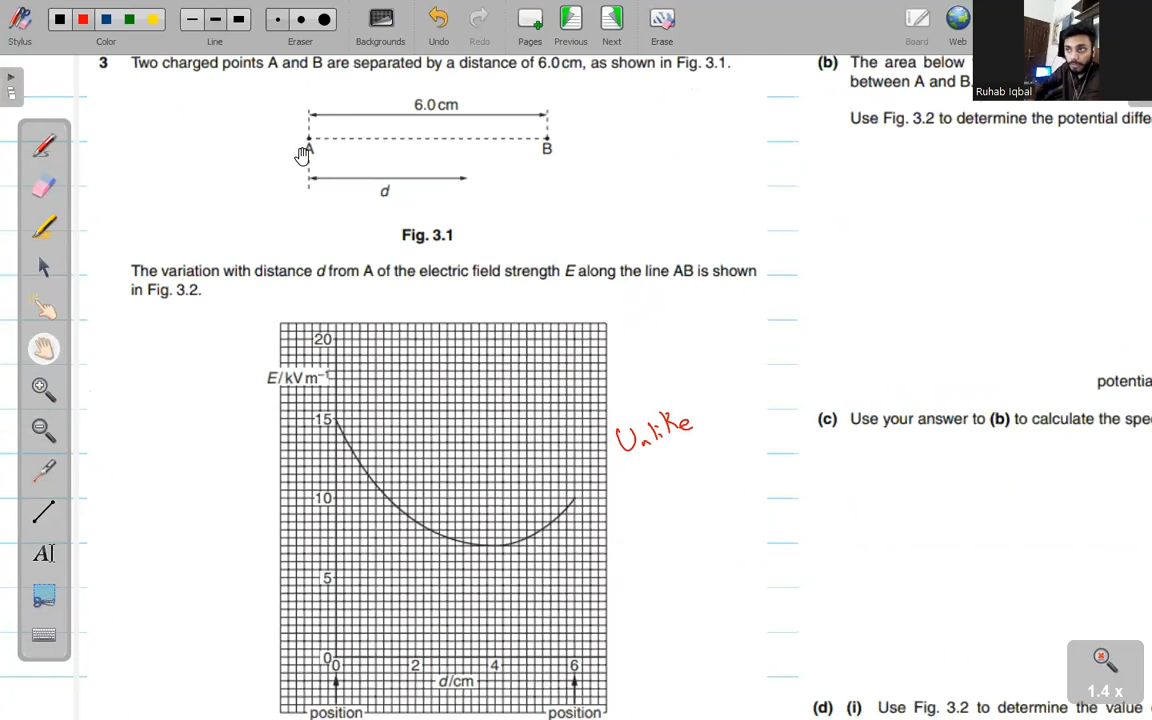 Stylus
Color
Line
Eraser
Backgrounds
Undo
Redo
Pages
Previous
Next
Erase
Board
Web
Ruhab Iqbal
3 Two charged points A and B are separated by a distance of 6.0 cm, as shown in Fig. 3.1.
6.0 cm
A
B
d
Fig. 3.1
The variation with distance d from A of the electric field strength E along the line AB is shown
in Fig. 3.2.
20
E/kV m⁻¹
15
10
5
0
0 2 4 6
d/cm
position position
Unlike
(b) The area below
between A and B.
Use Fig. 3.2 to determine the potential diffe
potentia
(c) Use your answer to (b) to calculate the spe
(d) (i) Use Fig. 3.2 to determine the value
A
1.4 x